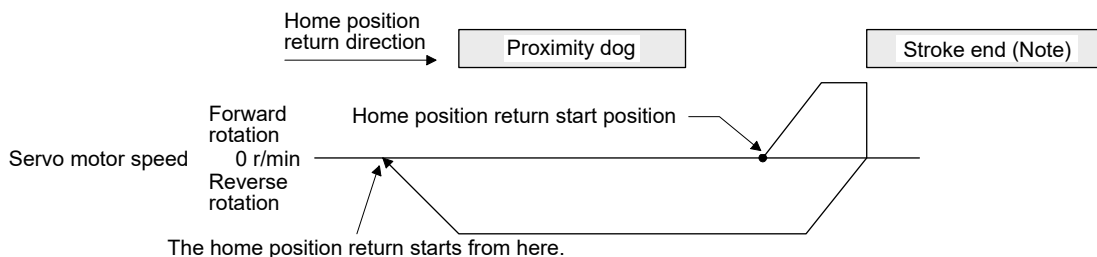 Home position
return direction
Proximity dog
Stroke end (Note)
Forward
rotation
Home position return start position
Servo motor speed
0 r/min
Reverse
rotation
The home position return starts from here.